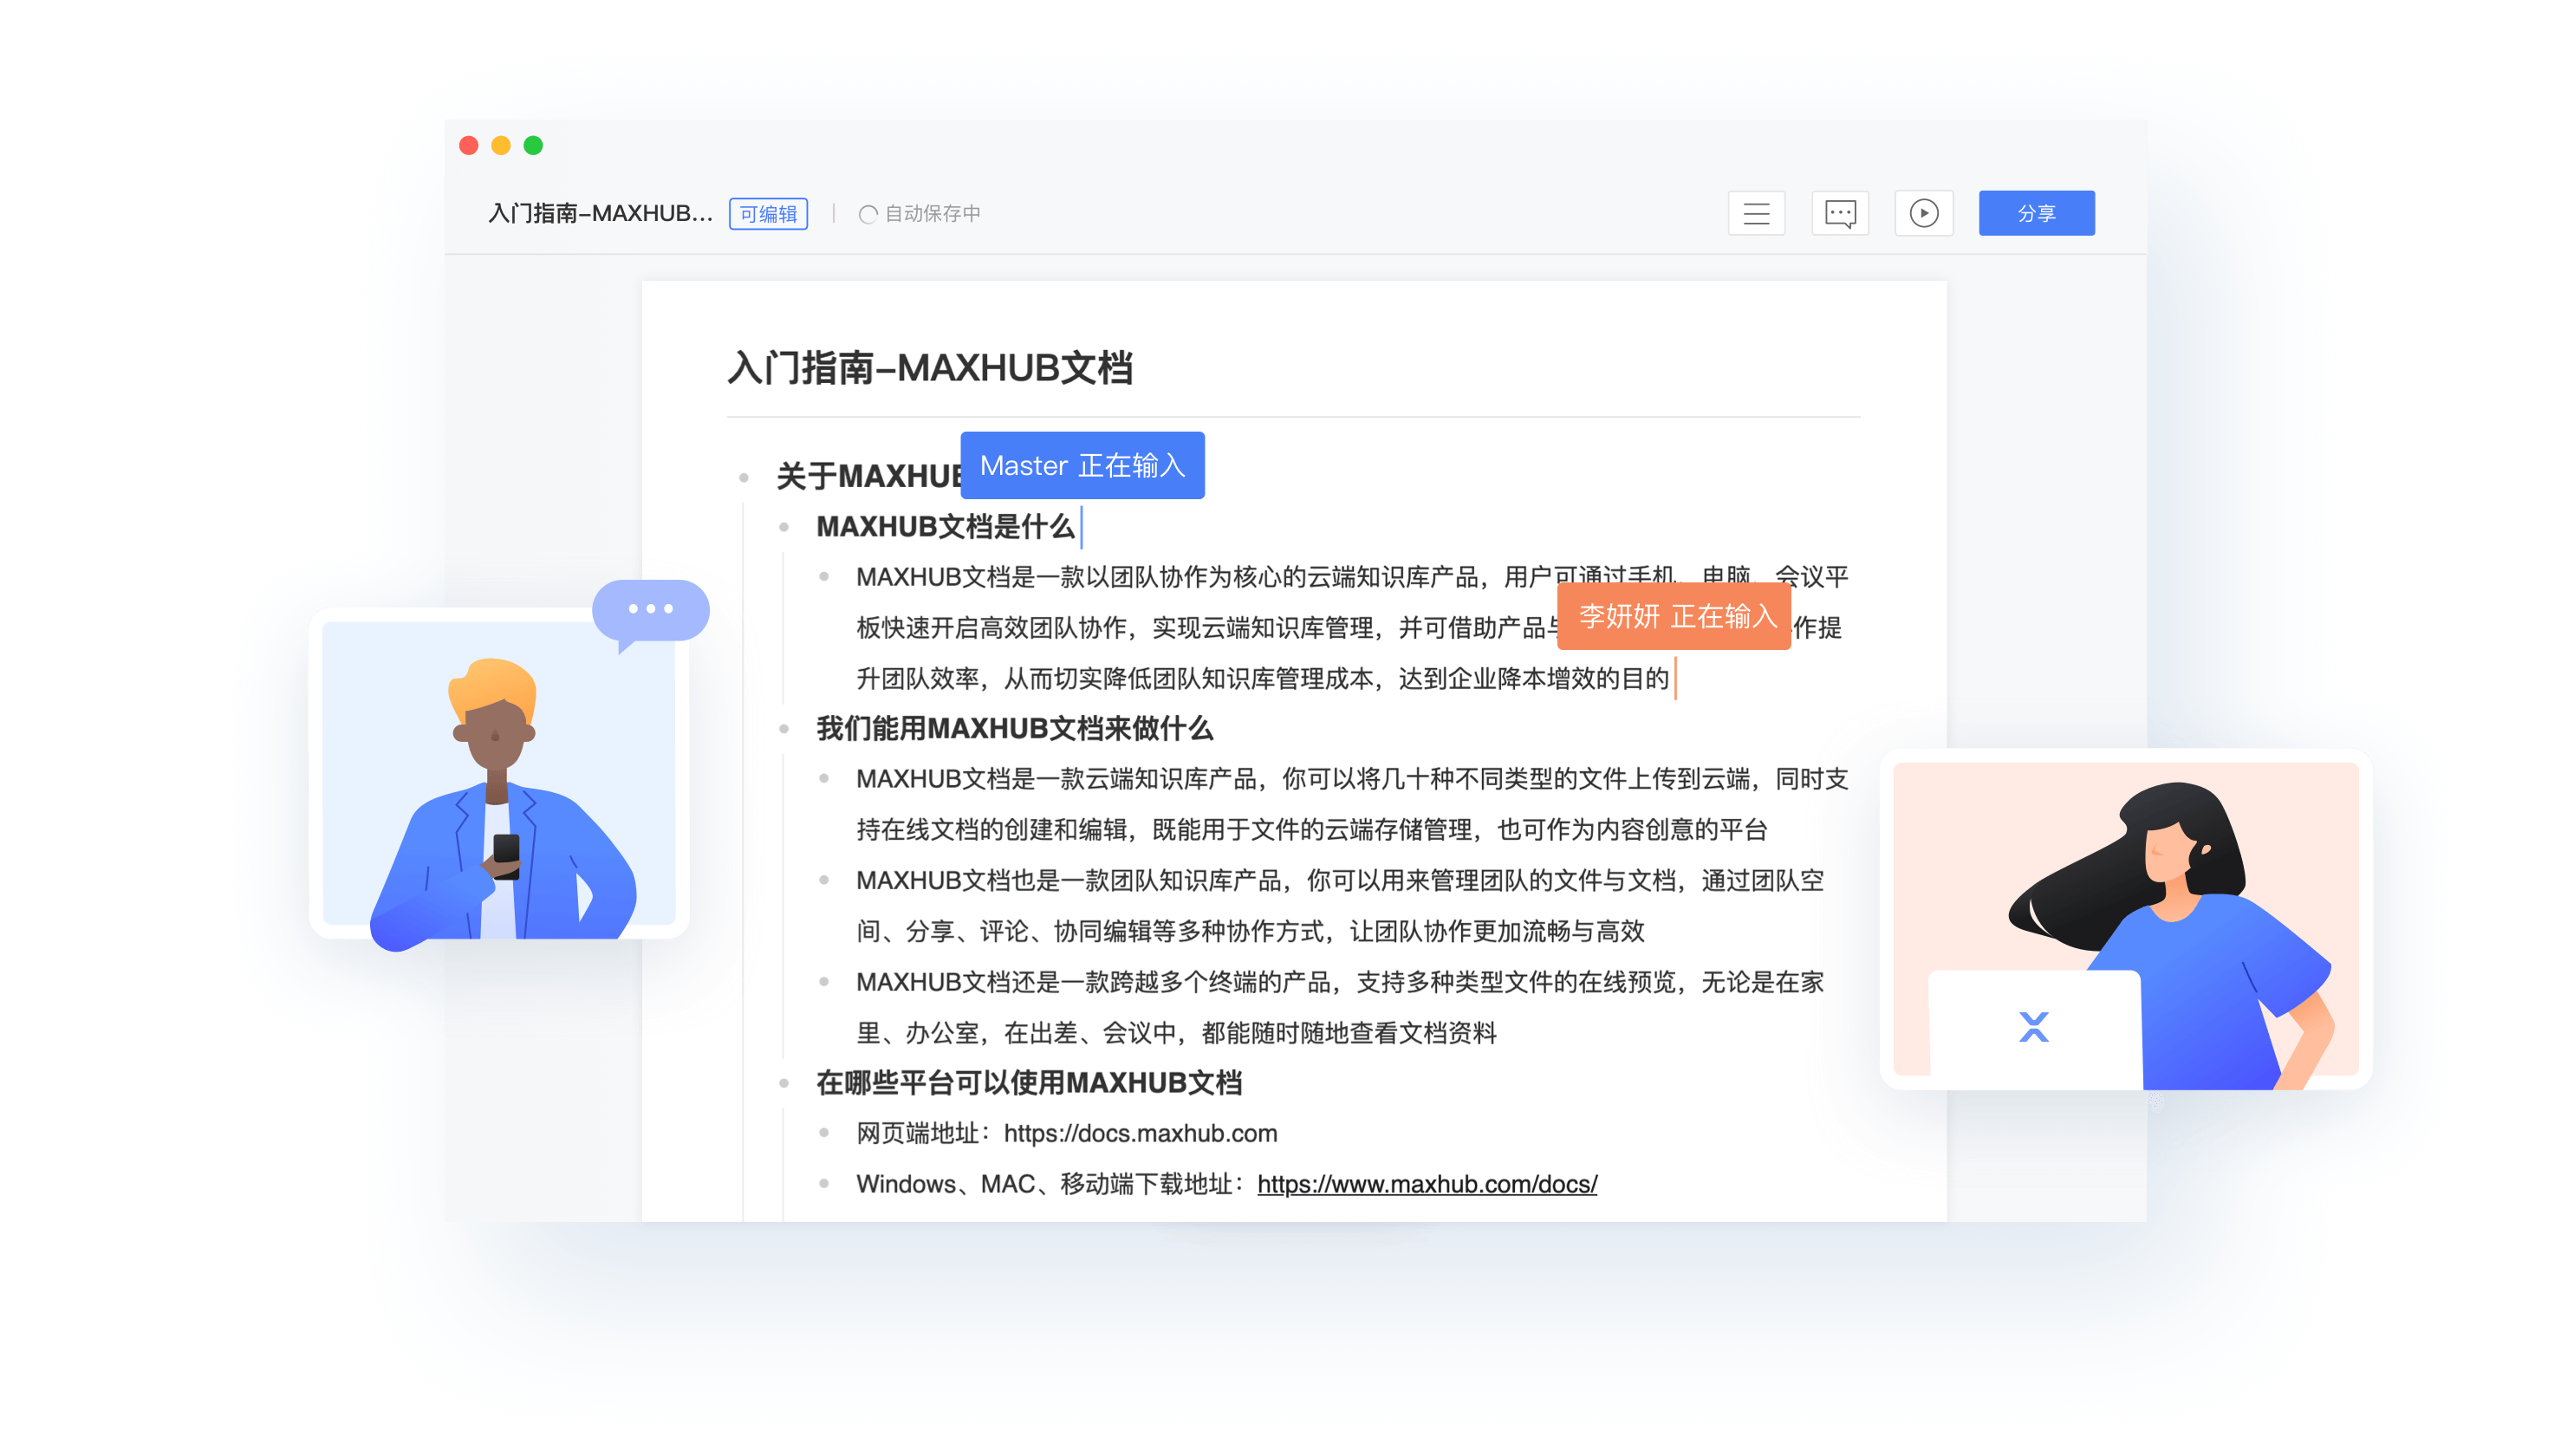 入门指南-MAXHUB...
可编辑
自动保存中
分享
入门指南-MAXHUB文档
关于MAXHUB
Master 正在输入
MAXHUB文档是什么
MAXHUB文档是一款以团队协作为核心的云端知识库产品，用户可通过手机、电脑、会议平
板快速开启高效团队协作，实现云端知识库管理，并可借助产品
李妍妍 正在输入
作提
升团队效率，从而切实降低团队知识库管理成本，达到企业降本增效的目的
我们能用MAXHUB文档来做什么
MAXHUB文档是一款云端知识库产品，你可以将几十种不同类型的文件上传到云端，同时支
持在线文档的创建和编辑，既能用于文件的云端存储管理，也可作为内容创意的平台
MAXHUB文档也是一款团队知识库产品，你可以用来管理团队的文件与文档，通过团队空
间、分享、评论、协同编辑等多种协作方式，让团队协作更加流畅与高效
MAXHUB文档还是一款跨越多个终端的产品，支持多种类型文件的在线预览，无论是在家
里、办公室，在出差、会议中，都能随时随地查看文档资料
在哪些平台可以使用MAXHUB文档
网页端地址：https://docs.maxhub.com
Windows、MAC、移动端下载地址：https://www.maxhub.com/docs/